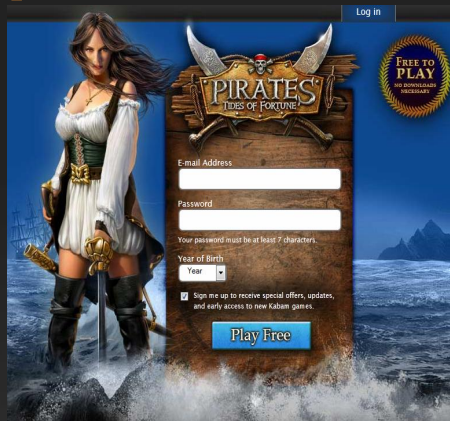 Log in
FREE TO
PLAY
NO DOWNLOADS
NECESSARY
PIRATES
TIDES OF FORTUNE
E-mail Address
Password
Your password must be at least 7 characters.
Year of Birth
Year
Sign me up to receive special offers, updates,
and early access to new Kabam games.
Play Free